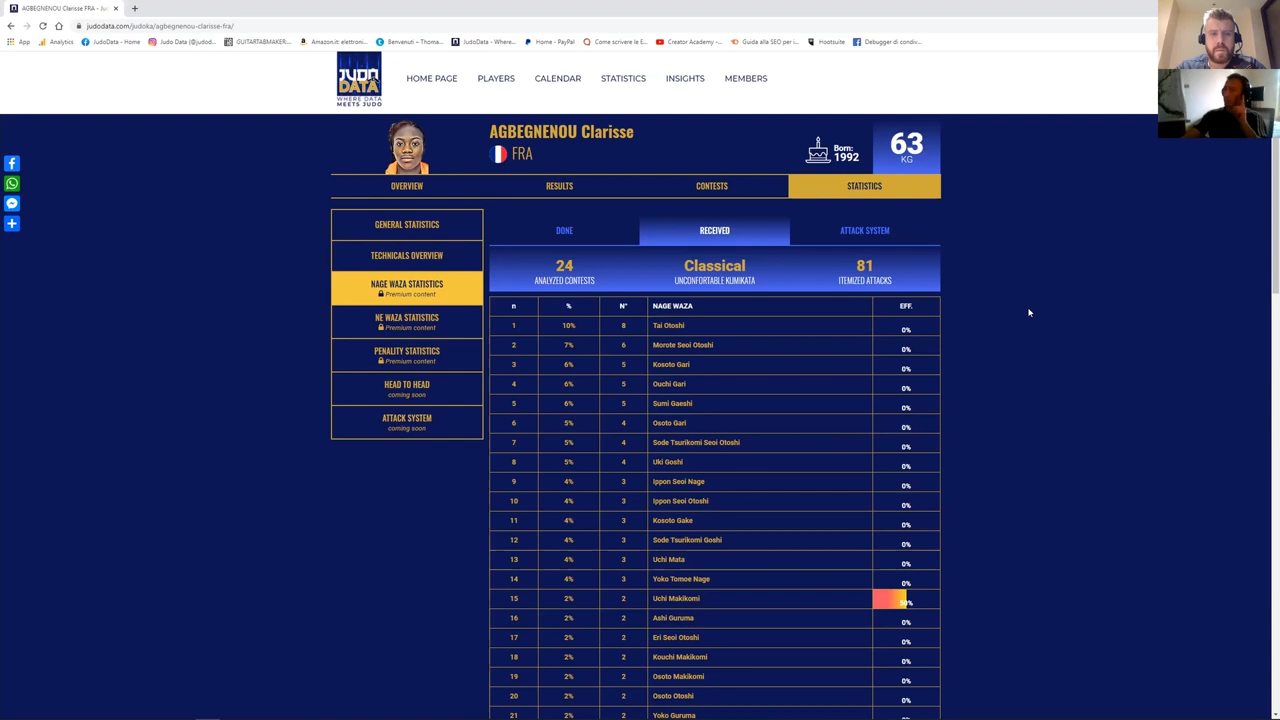 AGBEGNENOU Clarisse FRA - Ju
judodata.com/judoka/agbegnenou-clarisse-fra/
App Analytics JudoData - Home Judo Data (@judod... GUITARTABMAKER:... Amazon.it: elettroni... Benvenuti – Thoma... JudoData - Where... Home - PayPal Come scrivere le E... Creator Academy -... Guida alla SEO per i... Hootsuite Debugger di condiv...
JUDO
DATA
WHERE DATA
MEETS JUDO
HOME PAGE PLAYERS CALENDAR STATISTICS INSIGHTS MEMBERS
AGBEGNENOU Clarisse
FRA
Born:
1992
63
KG
OVERVIEW RESULTS CONTESTS STATISTICS
GENERAL STATISTICS
TECHNICALS OVERVIEW
NAGE WAZA STATISTICS
Premium content
NE WAZA STATISTICS
Premium content
PENALITY STATISTICS
Premium content
HEAD TO HEAD
coming soon
ATTACK SYSTEM
coming soon
DONE RECEIVED ATTACK SYSTEM
24 Classical 81
ANALYZED CONTESTS UNCONFORTABLE KUMIKATA ITEMIZED ATTACKS
n % N° NAGE WAZA EFF.
1 10% 8 Tai Otoshi 0%
2 7% 6 Morote Seoi Otoshi 0%
3 6% 5 Kosoto Gari 0%
4 6% 5 Ouchi Gari 0%
5 6% 5 Sumi Gaeshi 0%
6 5% 4 Osoto Gari 0%
7 5% 4 Sode Tsurikomi Seoi Otoshi 0%
8 5% 4 Uki Goshi 0%
9 4% 3 Ippon Seoi Nage 0%
10 4% 3 Ippon Seoi Otoshi 0%
11 4% 3 Kosoto Gake 0%
12 4% 3 Sode Tsurikomi Goshi 0%
13 4% 3 Uchi Mata 0%
14 4% 3 Yoko Tomoe Nage 0%
15 2% 2 Uchi Makikomi 50%
16 2% 2 Ashi Guruma 0%
17 2% 2 Eri Seoi Otoshi 0%
18 2% 2 Kouchi Makikomi 0%
19 2% 2 Osoto Makikomi 0%
20 2% 2 Osoto Otoshi 0%
21 2% 2 Yoko Guruma 0%